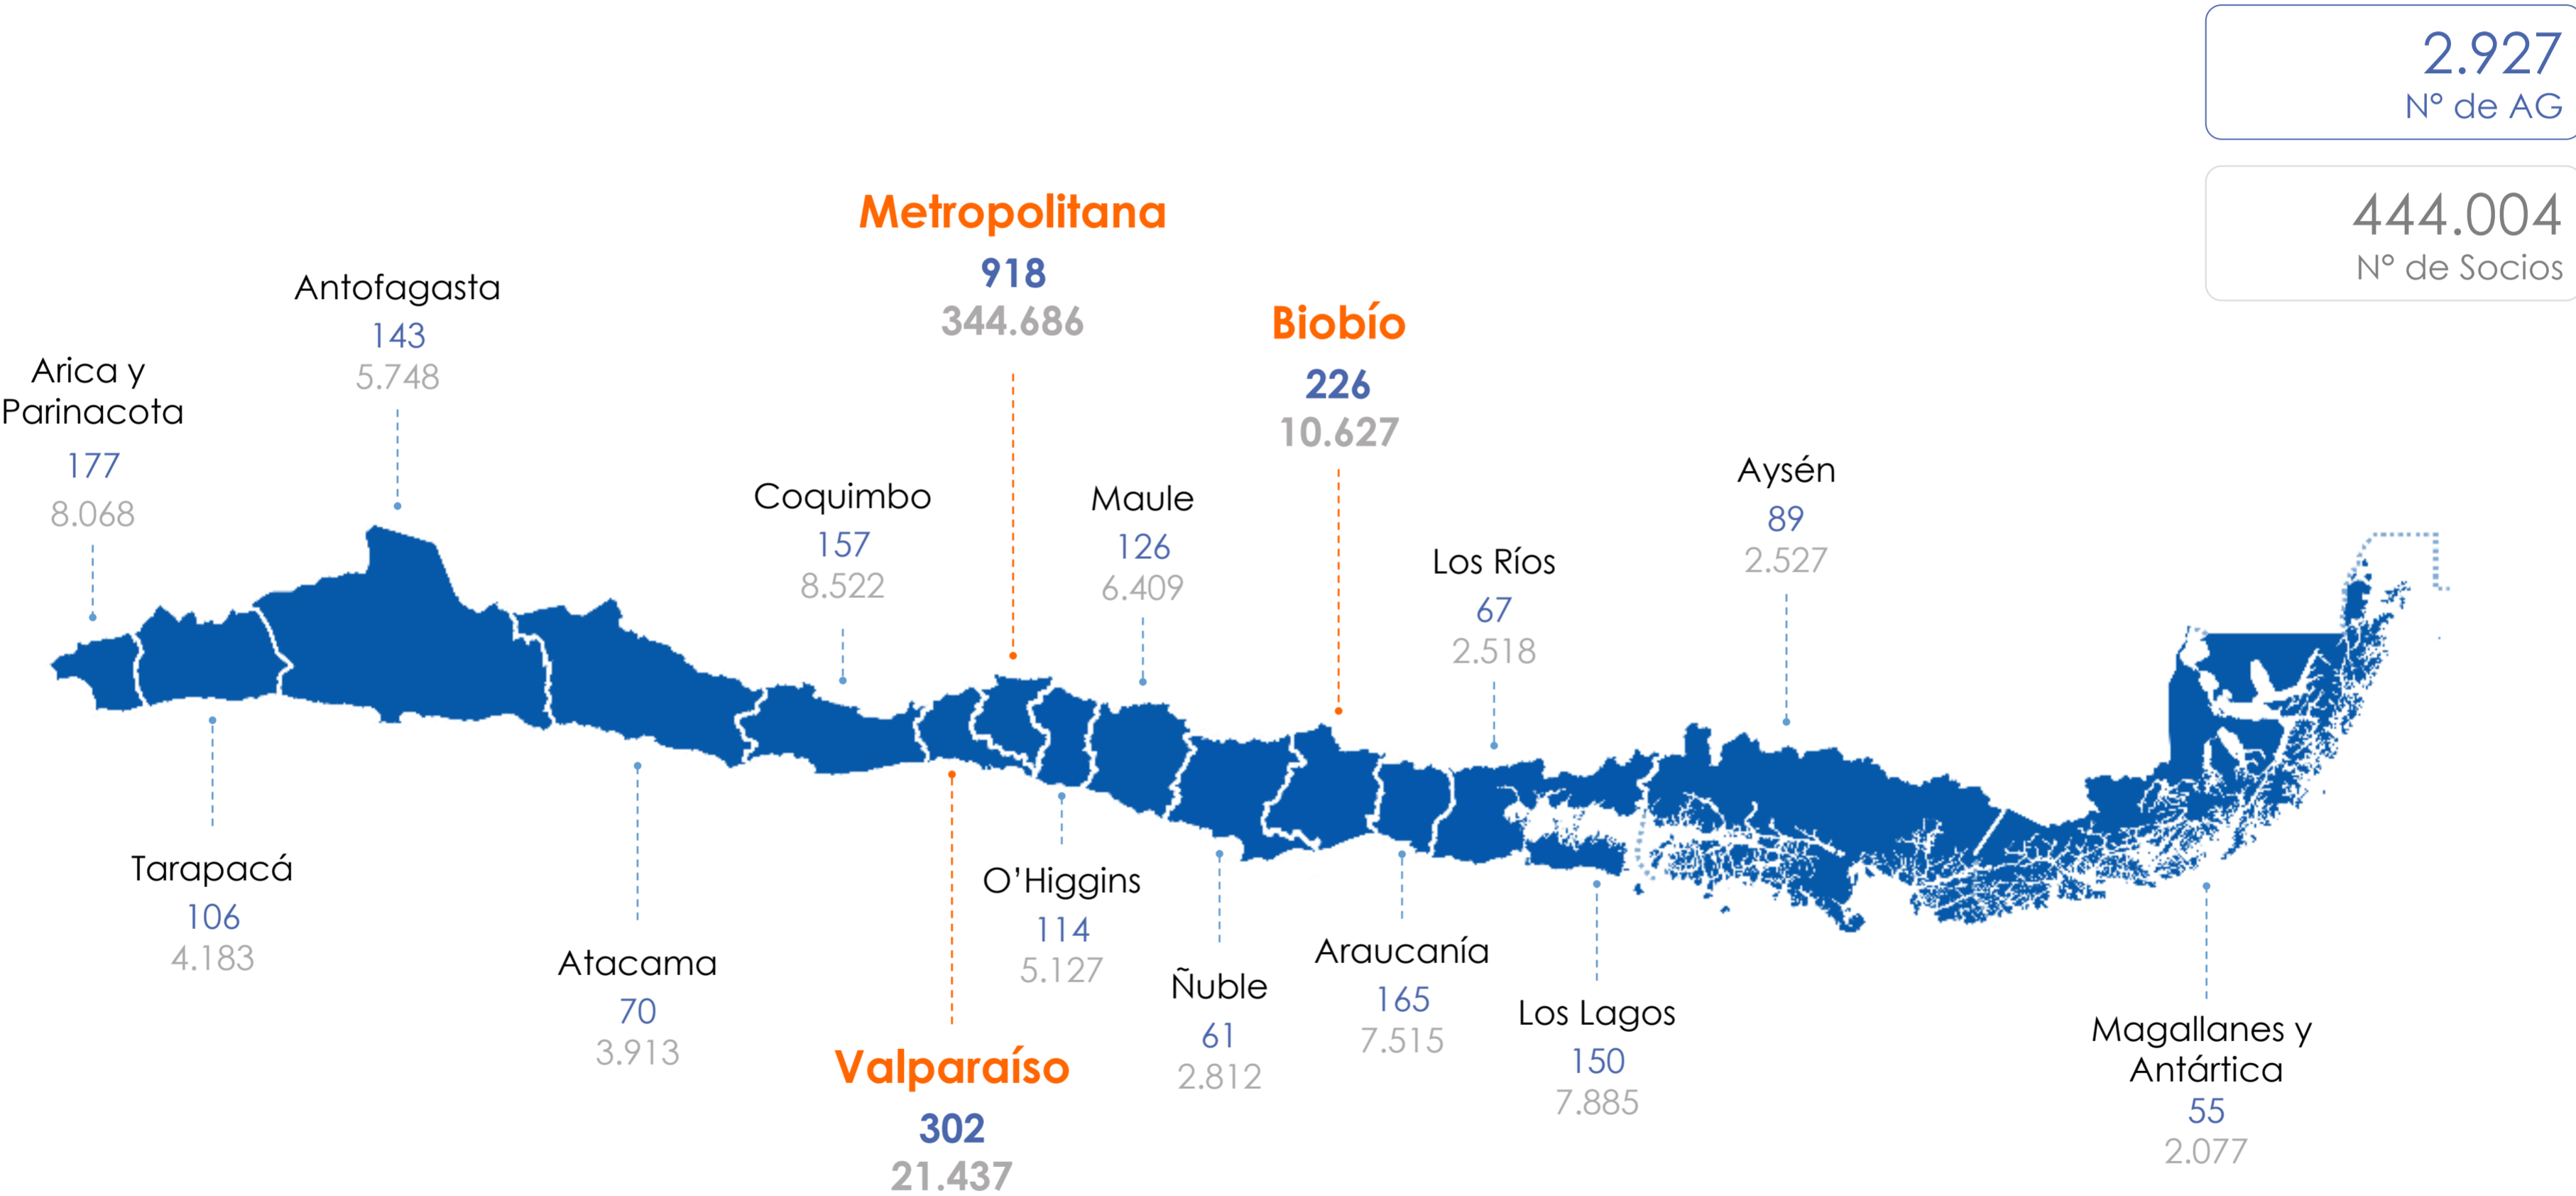 2.927
N° de AG
444.004
N° de Socios
Metropolitana
918
344.686
Antofagasta
143
5.748
Biobío
226
10.627
Arica y
Parinacota
177
8.068
Coquimbo
157
8.522
Maule
126
6.409
Aysén
89
2.527
Los Ríos
67
2.518
Tarapacá
106
4.183
Atacama
70
3.913
Valparaíso
302
21.437
O’Higgins
114
5.127
Ñuble
61
2.812
Araucanía
165
7.515
Los Lagos
150
7.885
Magallanes y
Antártica
55
2.077